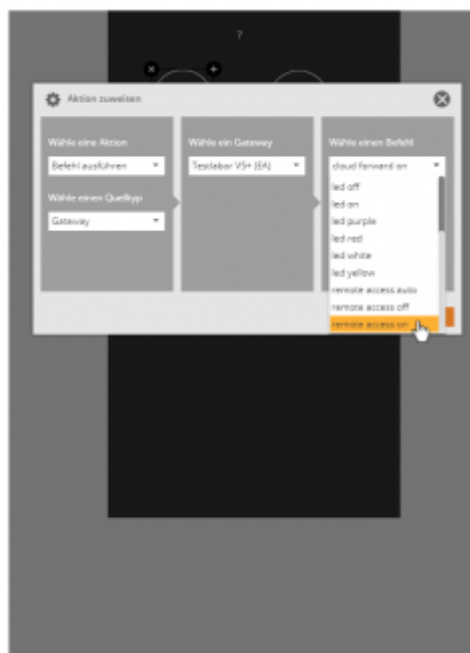 ?
Aktion zuweisen
Wähle eine Aktion
Befehl ausführen
Wähle einen Quelltyp
Gateway
Wähle ein Gateway
Testlabor V5+ (EA)
Wähle einen Befehl
cloud forward on
led off
led on
led purple
led red
led white
led yellow
remote access auto
remote access off
remote access on